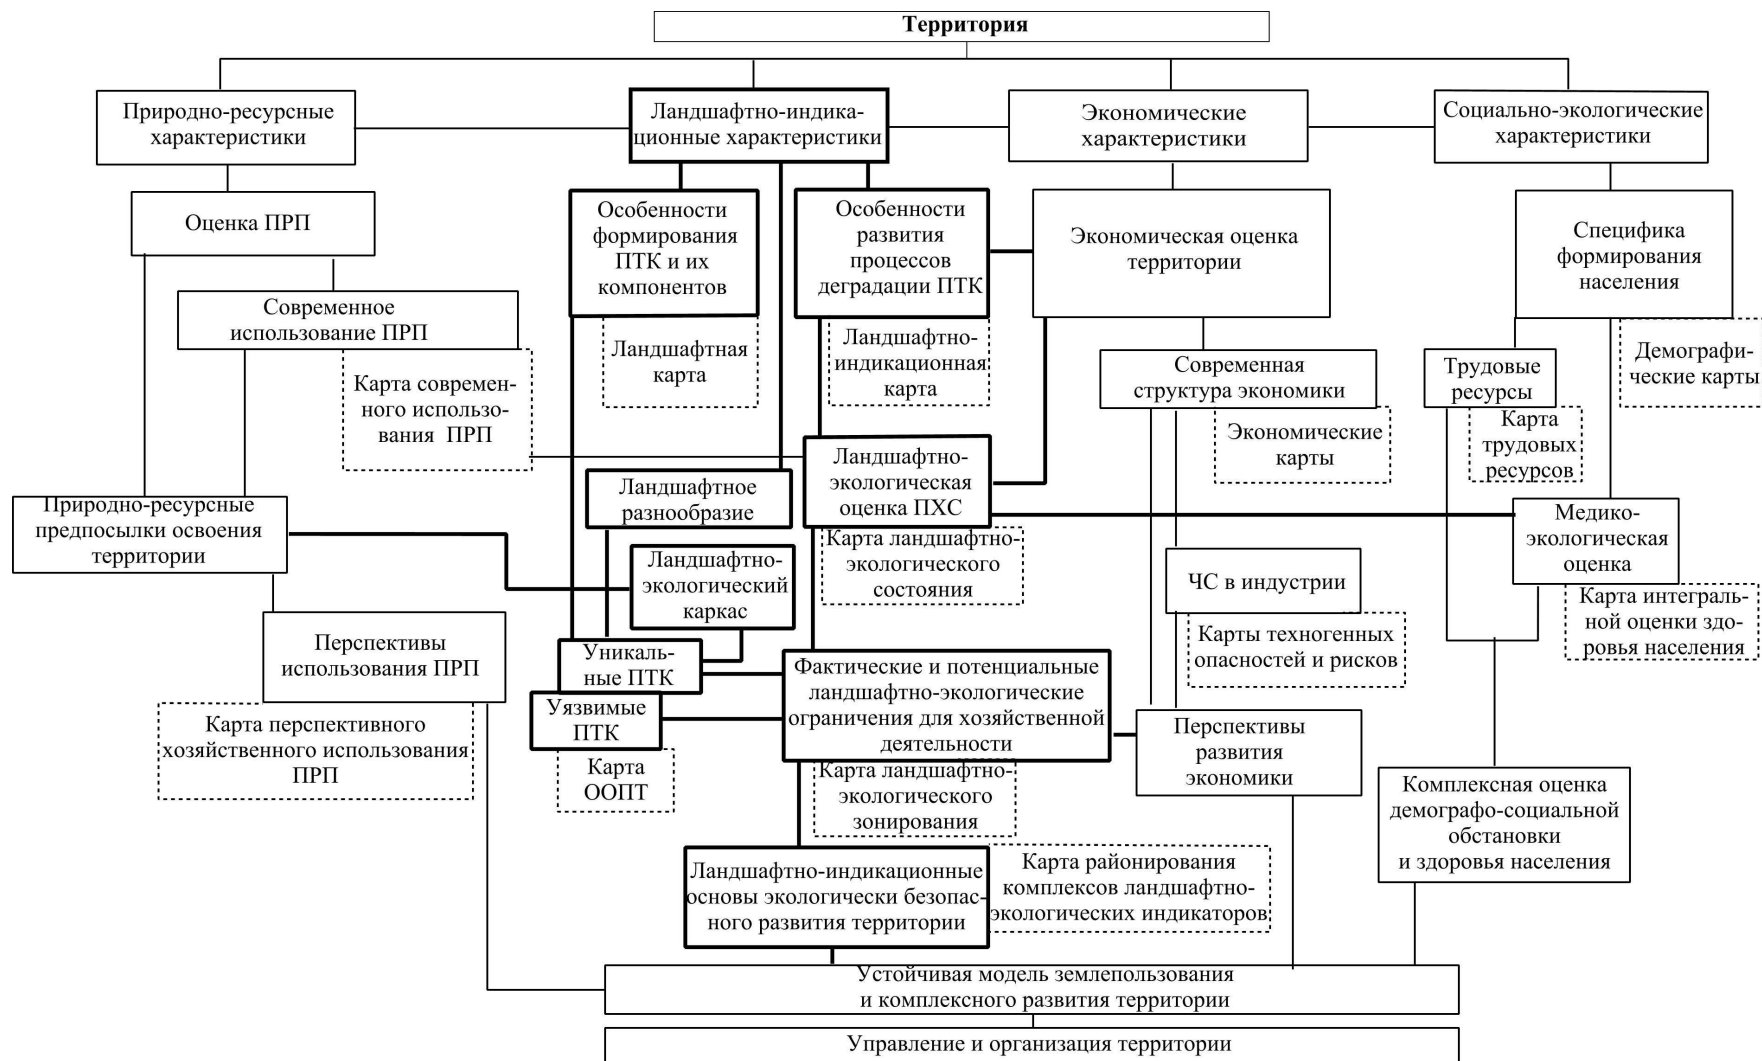 Территория
Природно-ресурсные
характеристики
Ландшафтно-индика-
ционные характеристики
Экономические
характеристики
Социально-экологические
характеристики
Оценка ПРП
Особенности
формирования
ПТК и их
компонентов
Особенности
развития
процессов
деградации ПТК
Экономическая оценка
территории
Специфика
формирования
населения
Современное
использование ПРП
Карта современ-
ного использо-
вания ПРП
Ландшафтная
карта
Ландшафтно-
индикационная
карта
Современная
структура экономики
Экономические
карты
Трудовые
ресурсы
Демографи-
ческие карты
Карта
трудовых
ресурсов
Природно-ресурсные
предпосылки освоения
территории
Ландшафтное
разнообразие
Ландшафтно-
экологическая
оценка ПХС
Карта ландшафтно-
экологического
состояния
Медико-
экологическая
оценка
Ландшафтно-
экологический
каркас
ЧС в индустрии
Карты техногенных
опасностей и рисков
Карта интеграль-
ной оценки здо-
ровья населения
Перспективы
использования ПРП
Карта перспективного
хозяйственного использования
ПРП
Уникаль-
ные ПТК
Уязвимые
ПТК
Карта
ООПТ
Фактические и потенциальные
ландшафтно-экологические
ограничения для хозяйственной
деятельности
Карта ландшафтно-
экологического
зонирования
Перспективы
развития
экономики
Комплексная оценка
демографо-социальной
обстановки
и здоровья населения
Ландшафтно-индикационные
основы экологически безопас-
ного развития территории
Карта районирования
комплексов ландшафтно-
экологических индикаторов
Устойчивая модель землепользования
и комплексного развития территории
Управление и организация территории